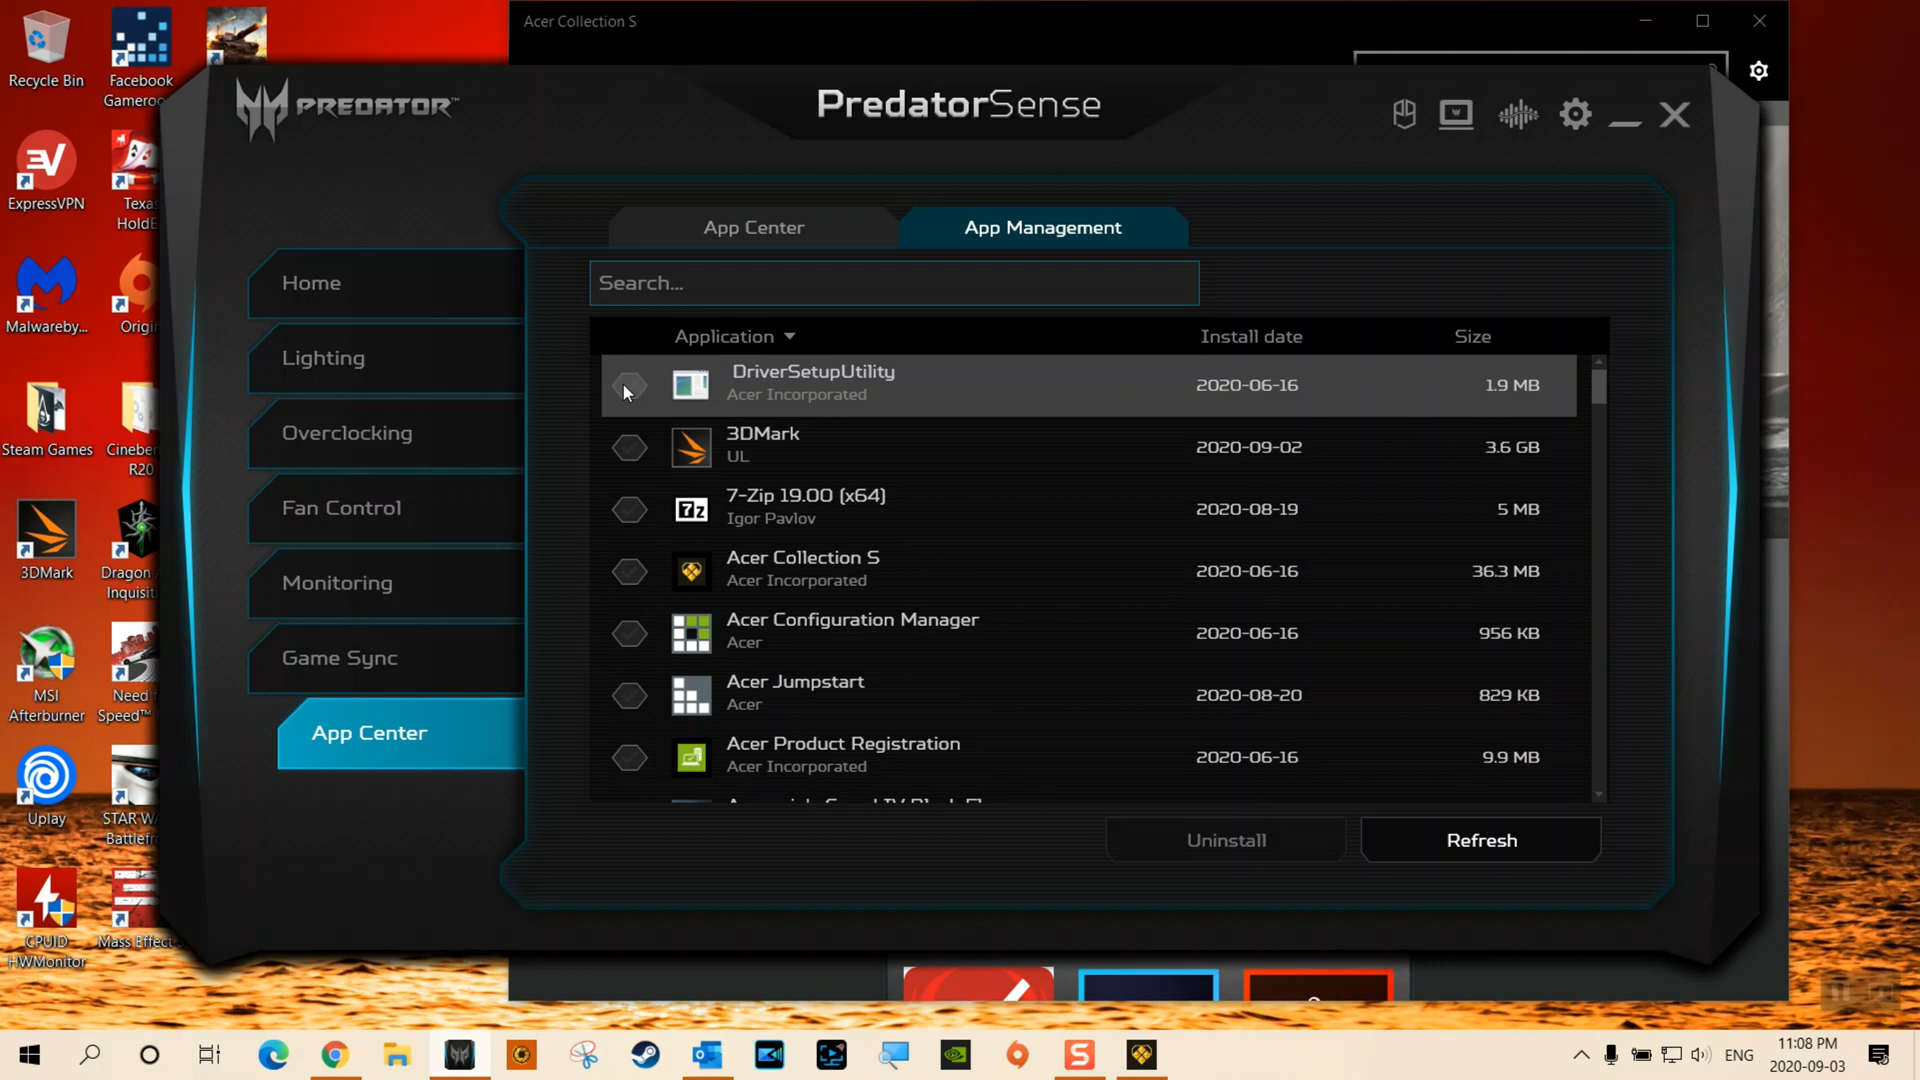 Acer Collection S
PREDATOR
PredatorSense
App Center
App Management
Search...
Home
Lighting
Overclocking
Fan Control
Monitoring
Game Sync
App Center
Application Install date Size
DriverSetupUtility
Acer Incorporated
2020-06-16 1.9 MB
3DMark
UL
2020-09-02 3.6 GB
7-Zip 19.00 (x64)
Igor Pavlov
2020-08-19 5 MB
Acer Collection S
Acer Incorporated
2020-06-16 36.3 MB
Acer Configuration Manager
Acer
2020-06-16 956 KB
Acer Jumpstart
Acer
2020-08-20 829 KB
Acer Product Registration
Acer Incorporated
2020-06-16 9.9 MB
Uninstall
Refresh
Recycle Bin
Facebook
Gameroo
ExpressVPN
Texas
HoldE
Malwareby...
Origi
Steam Games
Cineben
R20
3DMark
Dragon A
Inquisiti
MSI
Afterburner
Need f
Speed™
Uplay
STAR WA
Battlefro
CPUID
HWMonitor
Mass Effect
ENG
11:08 PM
2020-09-03